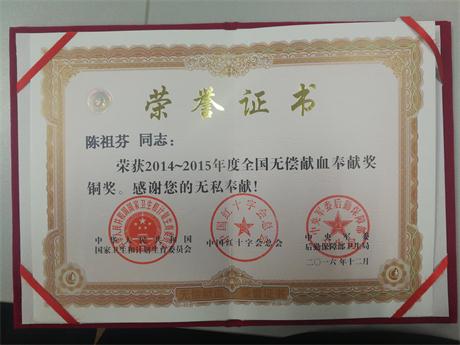 荣誉证书
陈祖芬 同志：
荣获2014~2015年度全国无偿献血奉献奖
铜奖。感谢您的无私奉献！
中华人民共和国
国家卫生和计划生育委员会
中国红十字会总会
中央军委
后勤保障部卫生局
二〇一六年十二月